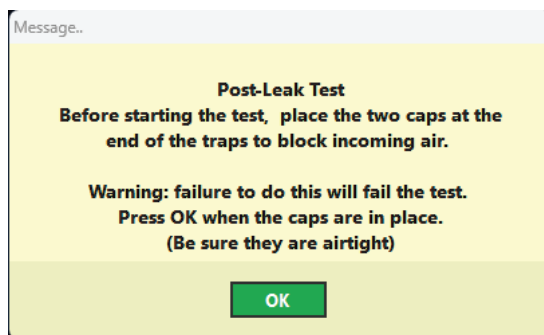 Message..
Post-Leak Test
Before starting the test, place the two caps at the
end of the traps to block incoming air.
Warning: failure to do this will fail the test.
Press OK when the caps are in place.
(Be sure they are airtight)
OK